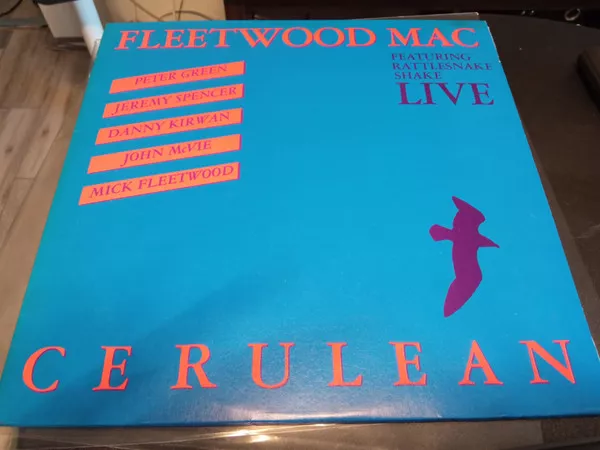 FLEETWOOD MAC
PETER GREEN
JEREMY SPENCER
DANNY KIRWAN
JOHN McVIE
MICK FLEETWOOD
FEATURING
RATTLESNAKE
SHAKE
LIVE
CERULEAN